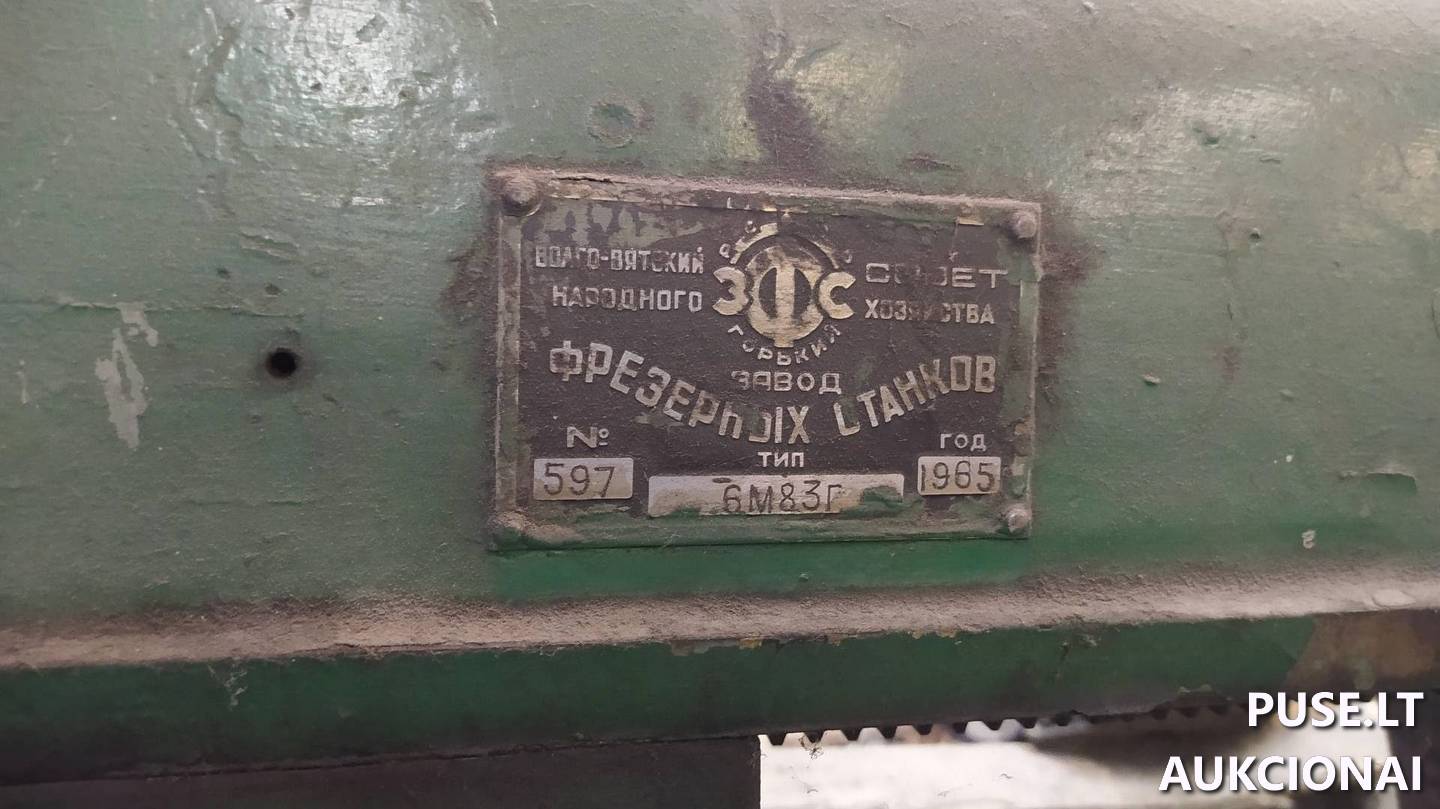 ВОЛГО-ВЯТСКИЙ СОВЕТ
НАРОДНОГО ХОЗЯЙСТВА
ЗФС
ГОРЬКИЙ
ЗАВОД
ФРЕЗЕРНЫХ СТАНКОВ
№ ТИП ГОД
597 6М83Г 1965
PUSE.LT
AUKCIONAI